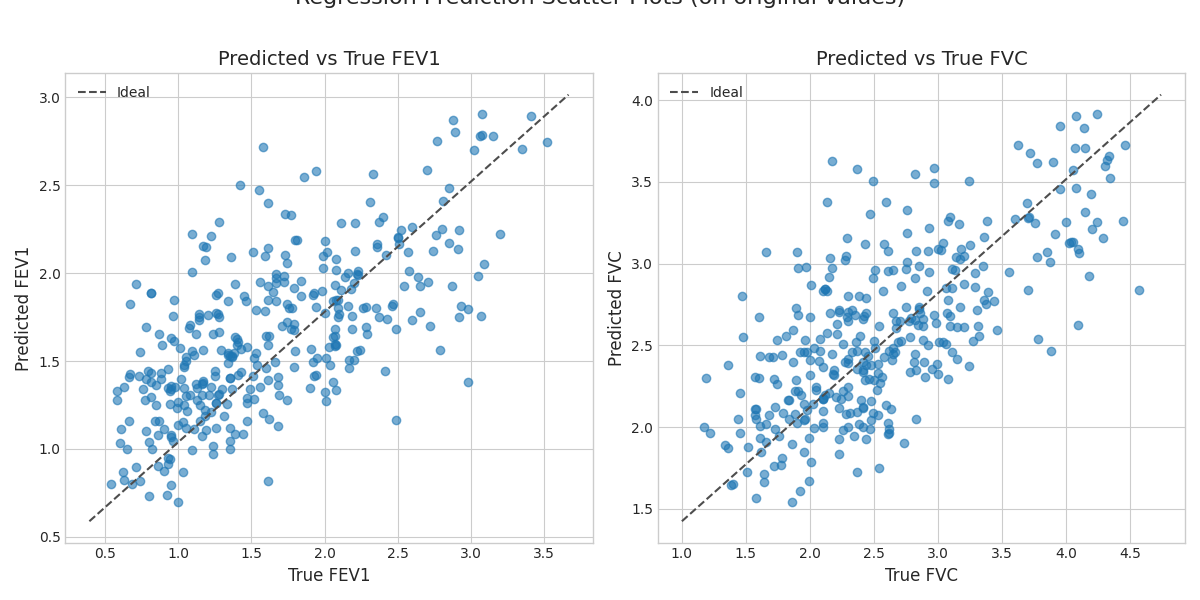 Regression Prediction Scatter Plots (on original values)
Predicted vs True FEV1
Ideal
3.0
2.5
2.0
1.5
1.0
0.5
Predicted FEV1
0.5 1.0 1.5 2.0 2.5 3.0 3.5
True FEV1
Predicted vs True FVC
Ideal
4.0
3.5
3.0
2.5
2.0
1.5
Predicted FVC
1.0 1.5 2.0 2.5 3.0 3.5 4.0 4.5
True FVC